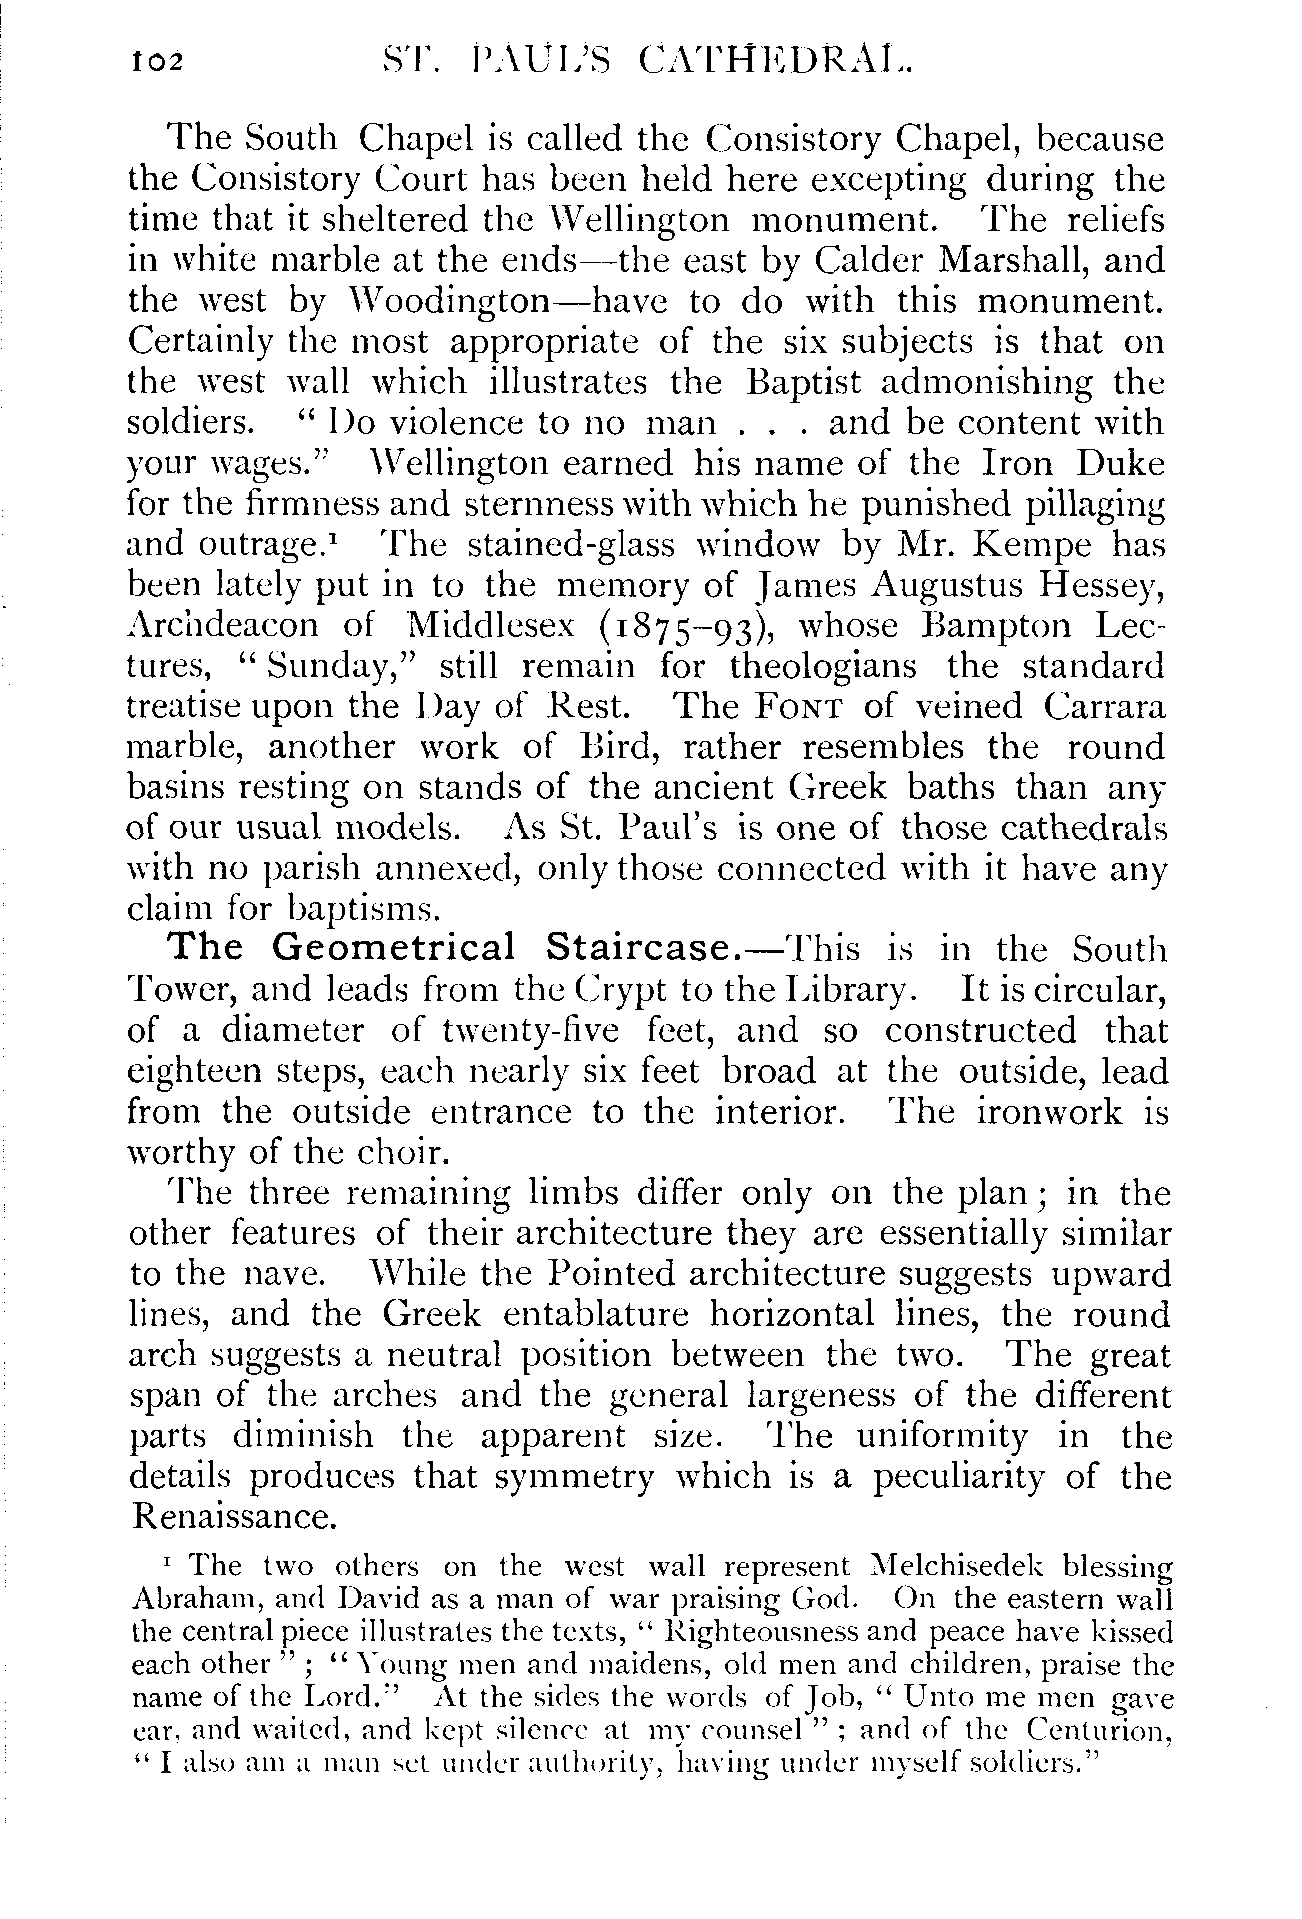 102 ST. PAUL'S CATHEDRAL.
The South Chapel is called the Consistory Chapel, because
the Consistory Court has been held here excepting during the
time that it sheltered the Wellington monument. The reliefs
in white marble at the ends—the east by Calder Marshall, and
the west by Woodington—have to do with this monument.
Certainly the most appropriate of the six subjects is that on
the west wall which illustrates the Baptist admonishing the
soldiers. “ Do violence to no man . . . and be content with
your wages.” Wellington earned his name of the Iron Duke
for the firmness and sternness with which he punished pillaging
and outrage.¹ The stained-glass window by Mr. Kempe has
been lately put in to the memory of James Augustus Hessey,
Archdeacon of Middlesex (1875–93), whose Bampton Lec-
tures, “ Sunday,” still remain for theologians the standard
treatise upon the Day of Rest. The FONT of veined Carrara
marble, another work of Bird, rather resembles the round
basins resting on stands of the ancient Greek baths than any
of our usual models. As St. Paul's is one of those cathedrals
with no parish annexed, only those connected with it have any
claim for baptisms.
The Geometrical Staircase.—This is in the South
Tower, and leads from the Crypt to the Library. It is circular,
of a diameter of twenty-five feet, and so constructed that
eighteen steps, each nearly six feet broad at the outside, lead
from the outside entrance to the interior. The ironwork is
worthy of the choir.
The three remaining limbs differ only on the plan ; in the
other features of their architecture they are essentially similar
to the nave. While the Pointed architecture suggests upward
lines, and the Greek entablature horizontal lines, the round
arch suggests a neutral position between the two. The great
span of the arches and the general largeness of the different
parts diminish the apparent size. The uniformity in the
details produces that symmetry which is a peculiarity of the
Renaissance.
¹ The two others on the west wall represent Melchisedek blessing
Abraham, and David as a man of war praising God. On the eastern wall
the central piece illustrates the texts, “ Righteousness and peace have kissed
each other ” ; “ Young men and maidens, old men and children, praise the
name of the Lord.” At the sides the words of Job, “ Unto me men gave
ear, and waited, and kept silence at my counsel ” ; and of the Centurion,
“ I also am a man set under authority, having under myself soldiers.”